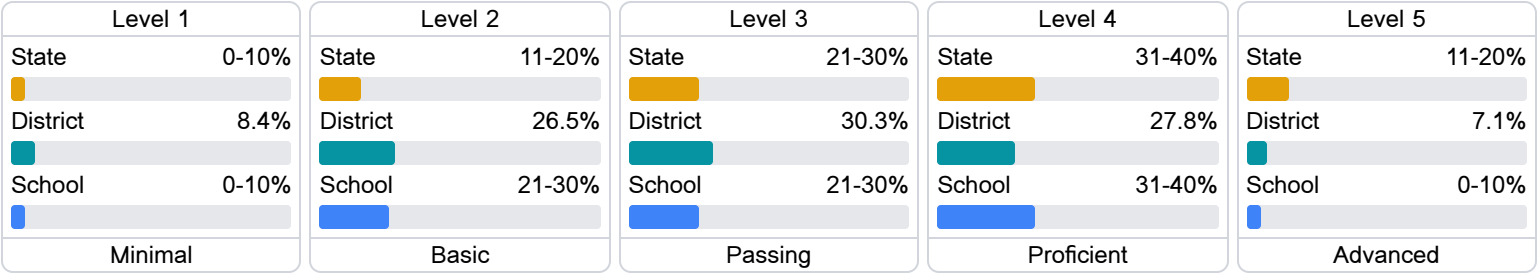 Level 1
State 0-10%
District 8.4%
School 0-10%
Minimal
Level 2
State 11-20%
District 26.5%
School 21-30%
Basic
Level 3
State 21-30%
District 30.3%
School 21-30%
Passing
Level 4
State 31-40%
District 27.8%
School 31-40%
Proficient
Level 5
State 11-20%
District 7.1%
School 0-10%
Advanced